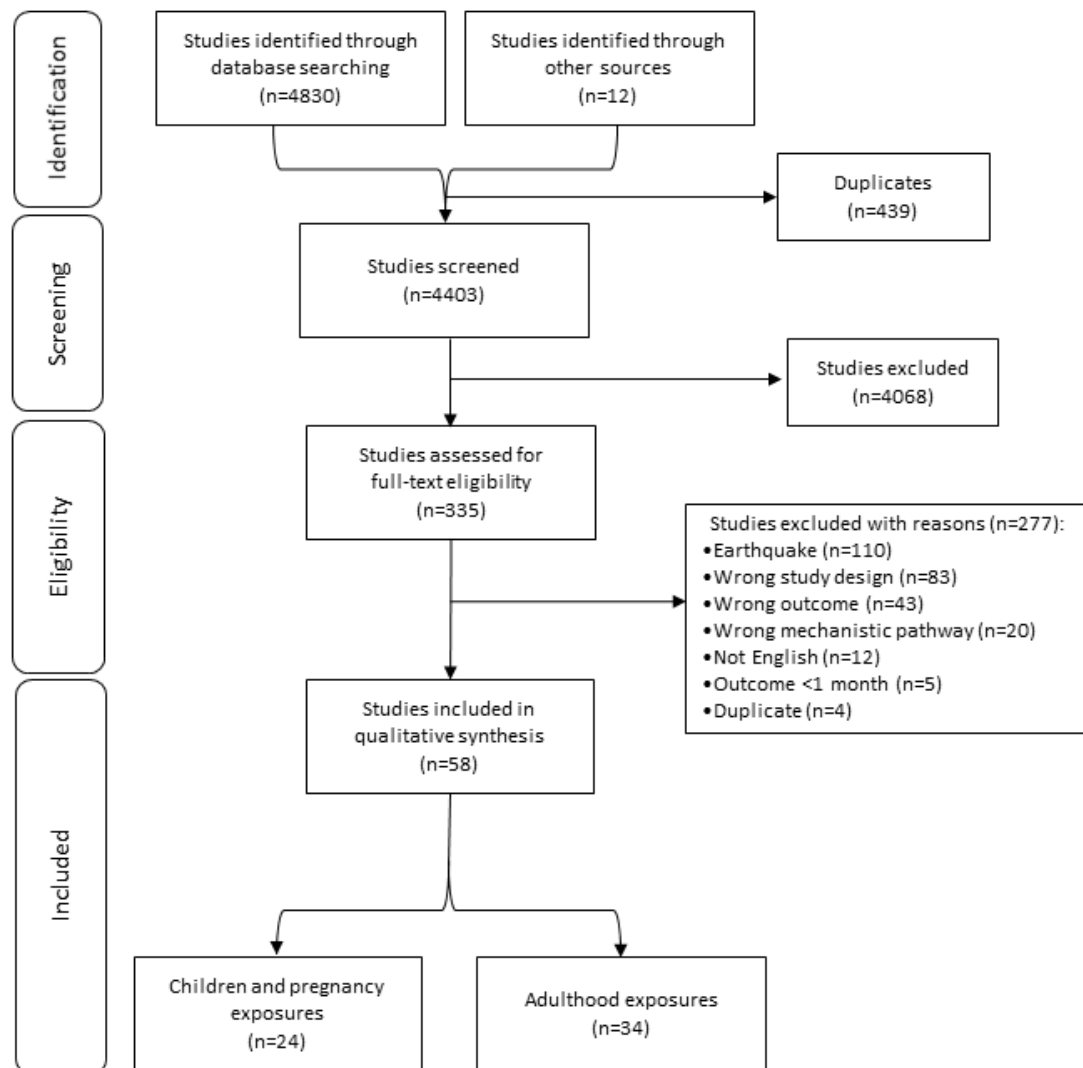 Identification
Studies identified through
database searching
(n=4830)
Studies identified through
other sources
(n=12)
Duplicates
(n=439)
Screening
Studies screened
(n=4403)
Studies excluded
(n=4068)
Eligibility
Studies assessed for
full-text eligibility
(n=335)
Studies excluded with reasons (n=277):
•Earthquake (n=110)
•Wrong study design (n=83)
•Wrong outcome (n=43)
•Wrong mechanistic pathway (n=20)
•Not English (n=12)
•Outcome <1 month (n=5)
•Duplicate (n=4)
Included
Studies included in
qualitative synthesis
(n=58)
Children and pregnancy
exposures
(n=24)
Adulthood exposures
(n=34)